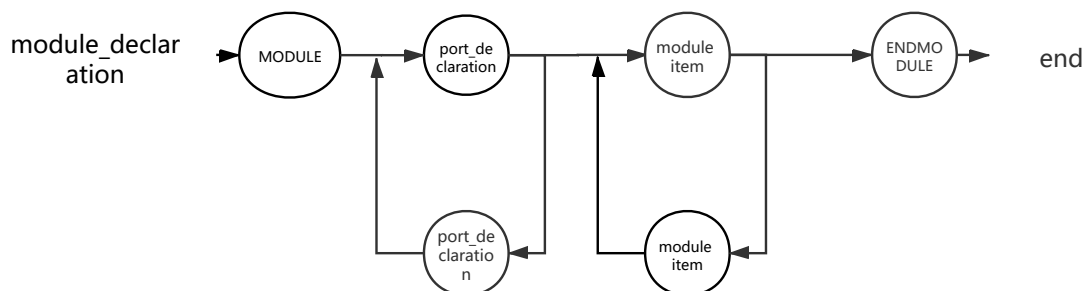 module_declar
ation
MODULE
port_de
claration
module
item
ENDMO
DULE
end
port_de
claratio
n
module
item